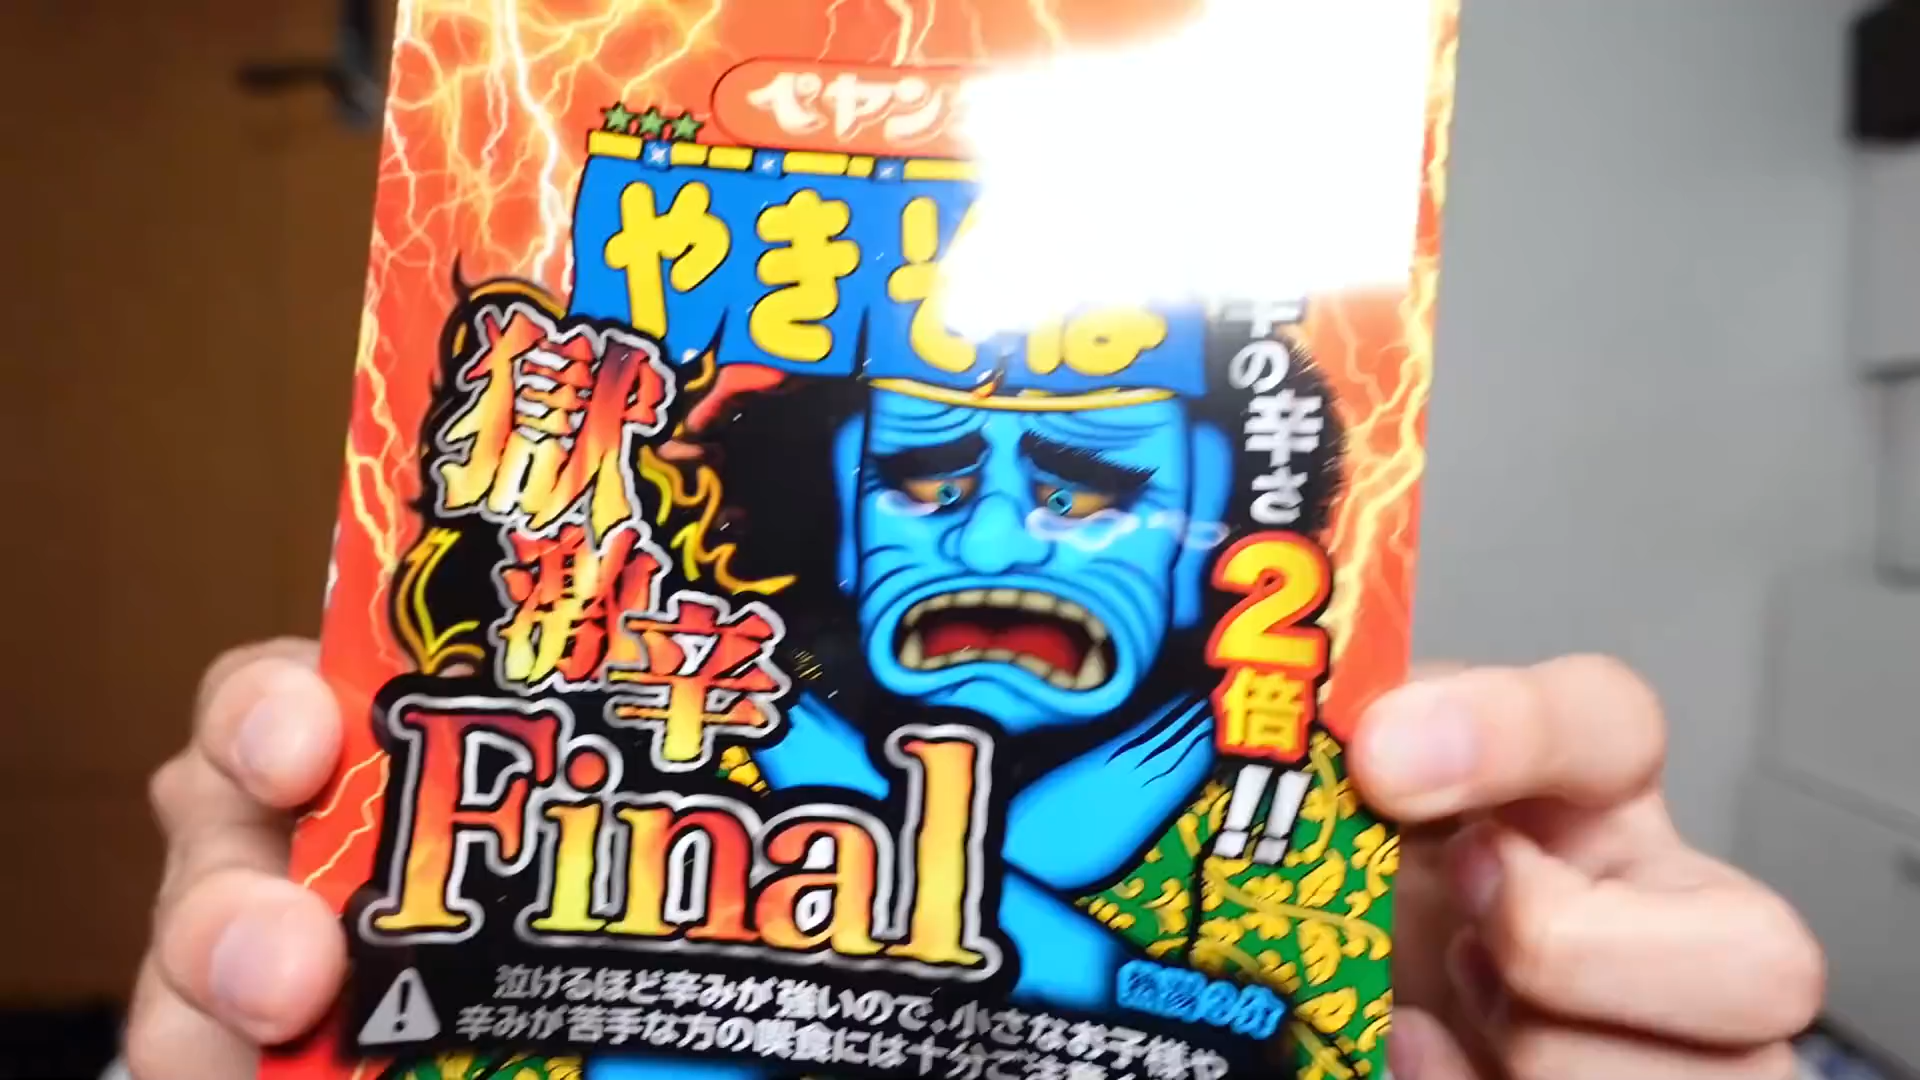 ペヤン
やきそば
の辛さ
2倍!!
獄激辛
Final
泣けるほど辛みが強いので、小さなお子様や
辛みが苦手な方の喫食には十分ご注意